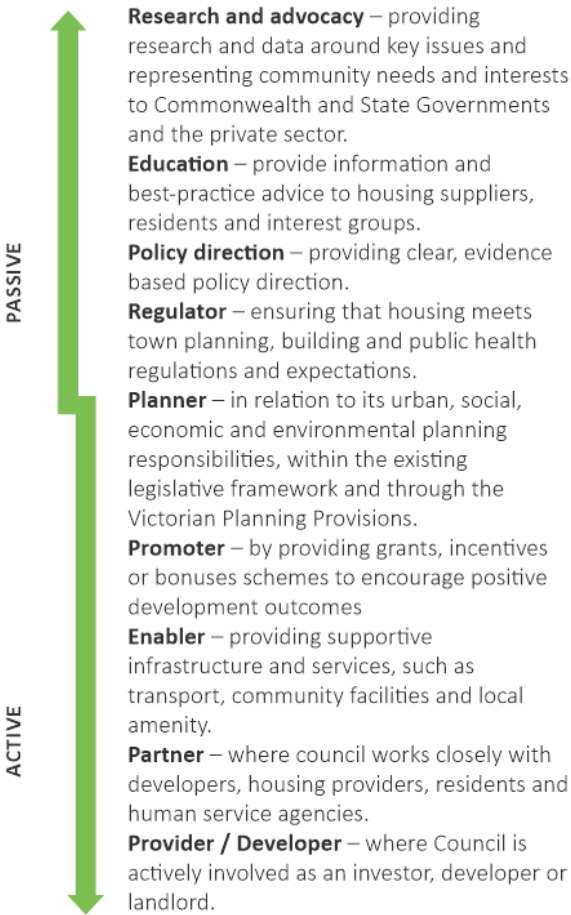 Research and advocacy – providing
research and data around key issues and
representing community needs and interests
to Commonwealth and State Governments
and the private sector.
Education – provide information and
best-practice advice to housing suppliers,
residents and interest groups.
Policy direction – providing clear, evidence
based policy direction.
PASSIVE
Regulator – ensuring that housing meets
town planning, building and public health
regulations and expectations.
Planner – in relation to its urban, social,
economic and environmental planning
responsibilities, within the existing
legislative framework and through the
Victorian Planning Provisions.
Promoter – by providing grants, incentives
or bonuses schemes to encourage positive
development outcomes
Enabler – providing supportive
infrastructure and services, such as
transport, community facilities and local
amenity.
ACTIVE
Partner – where council works closely with
developers, housing providers, residents and
human service agencies.
Provider / Developer – where Council is
actively involved as an investor, developer or
landlord.